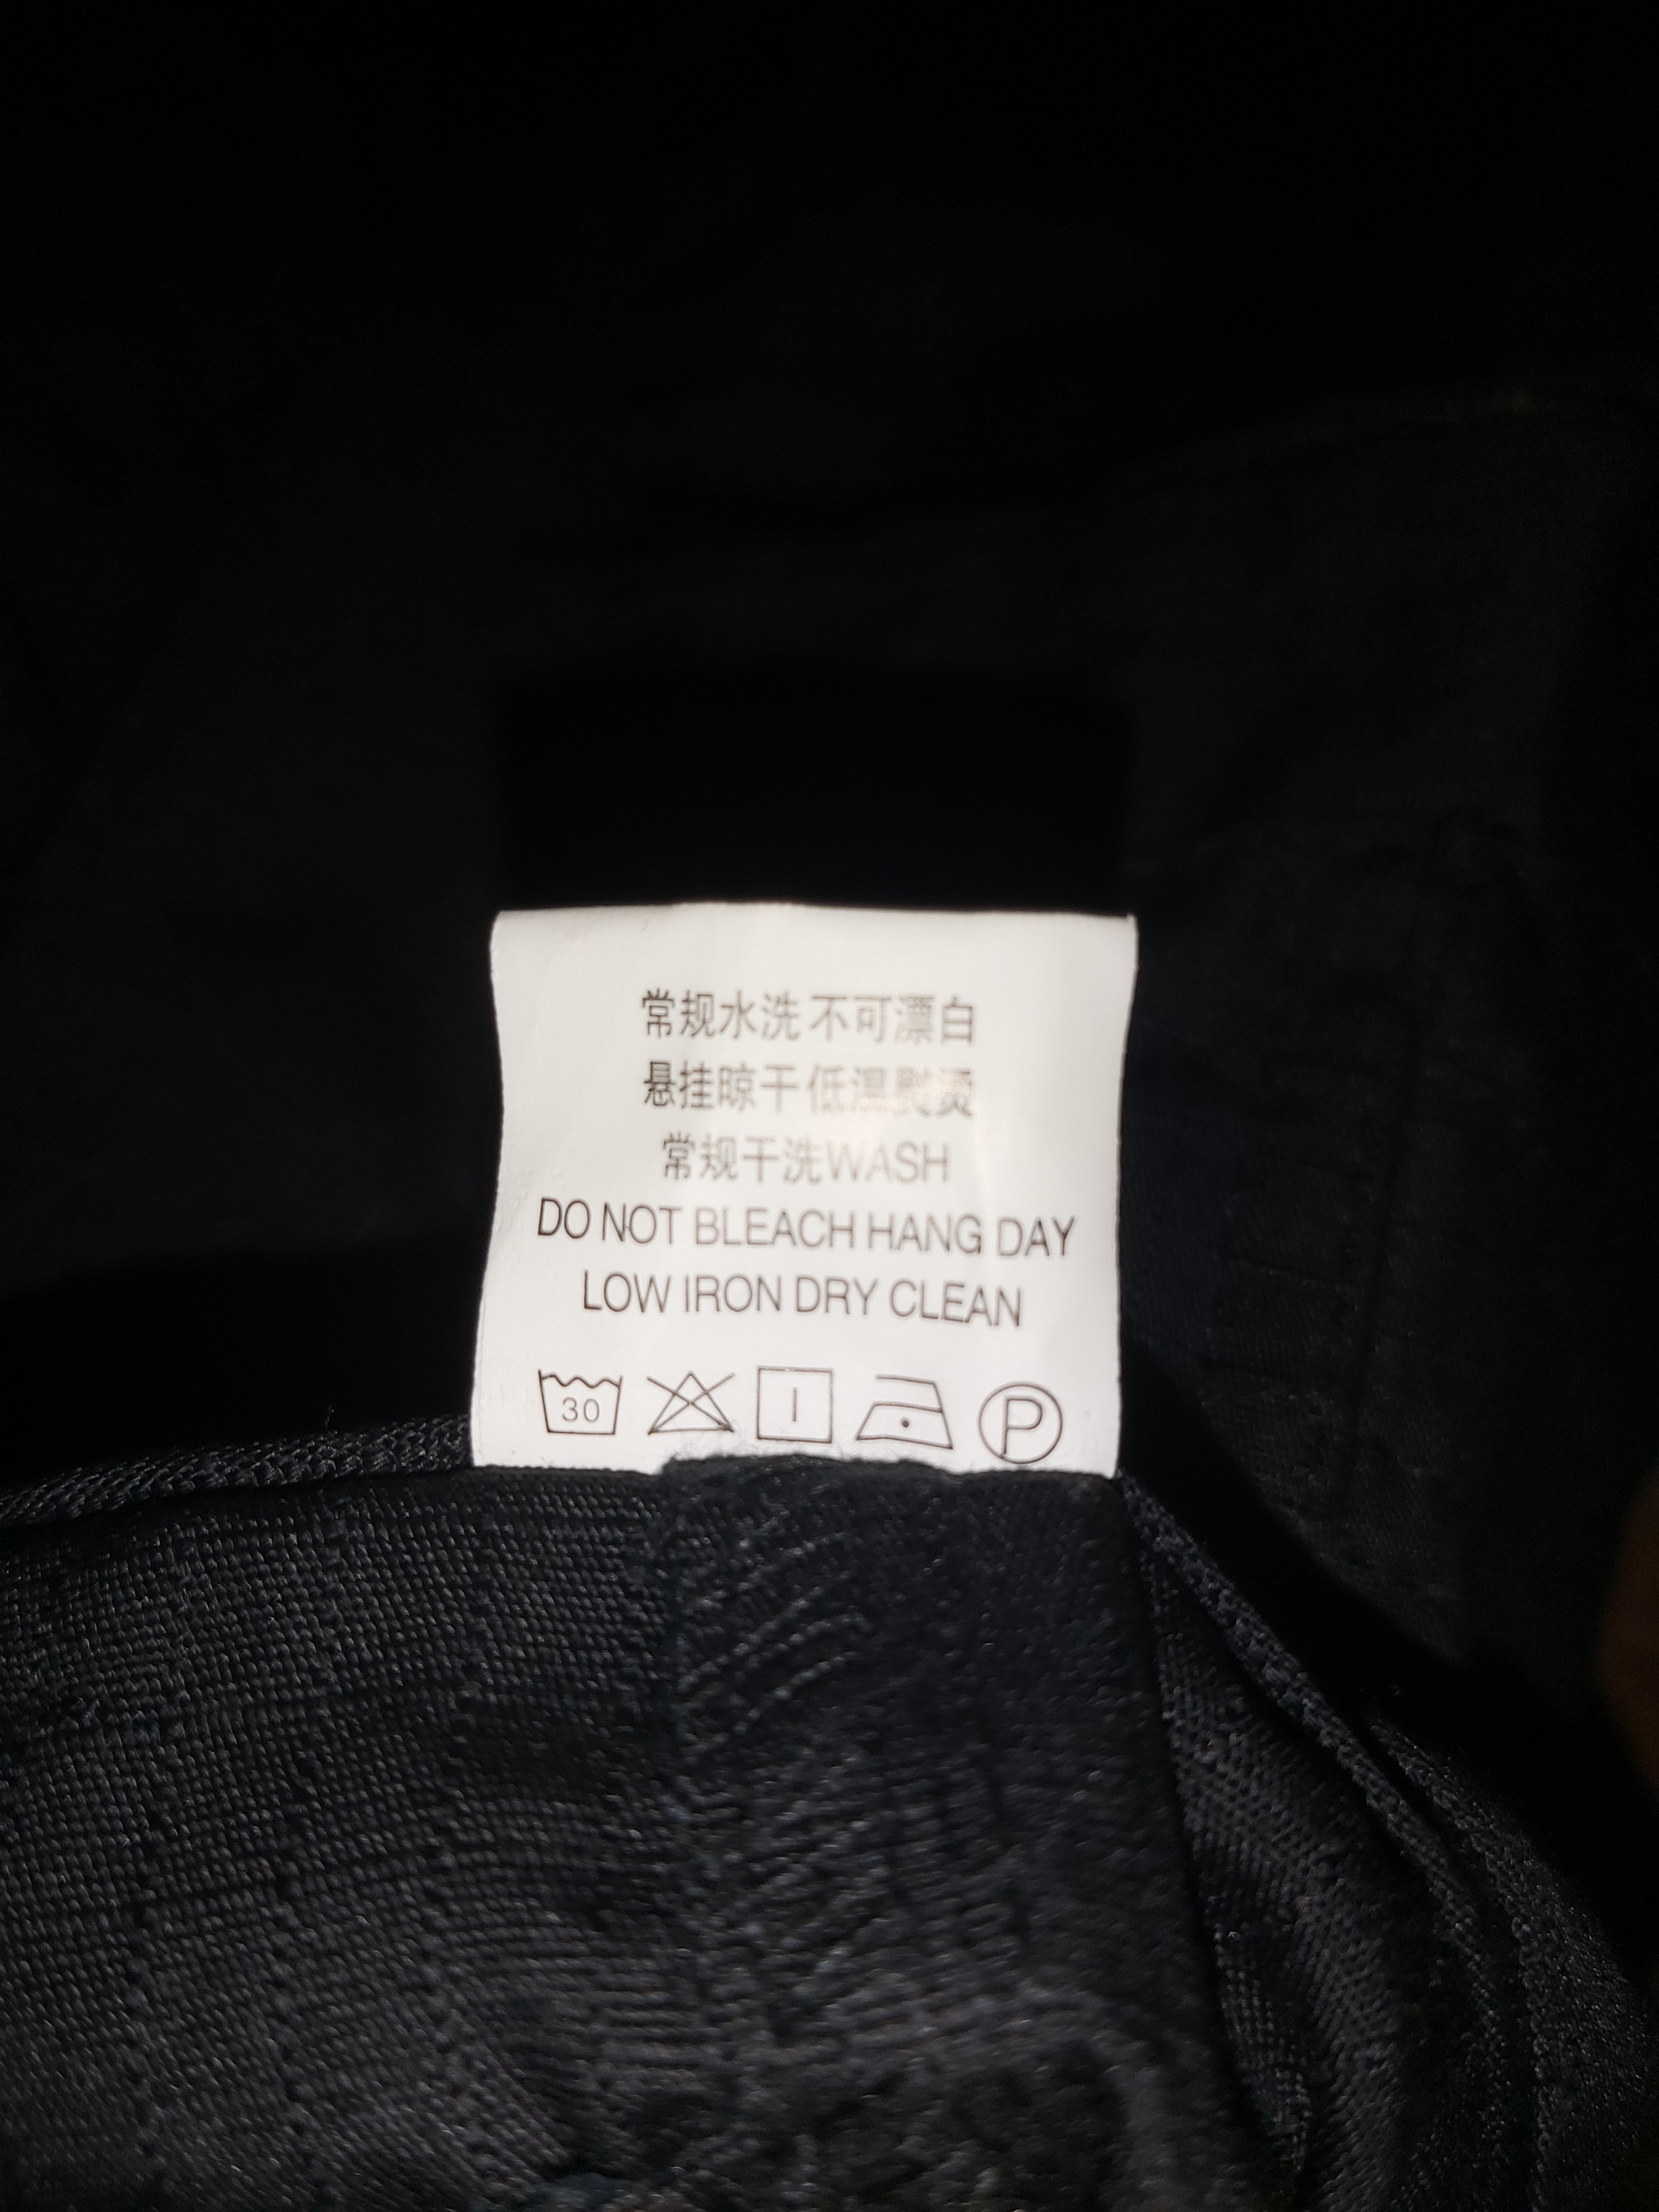 常规水洗 不可漂白
悬挂晾干 低温熨烫
常规干洗WASH
DO NOT BLEACH HANG DAY
LOW IRON DRY CLEAN
30 P